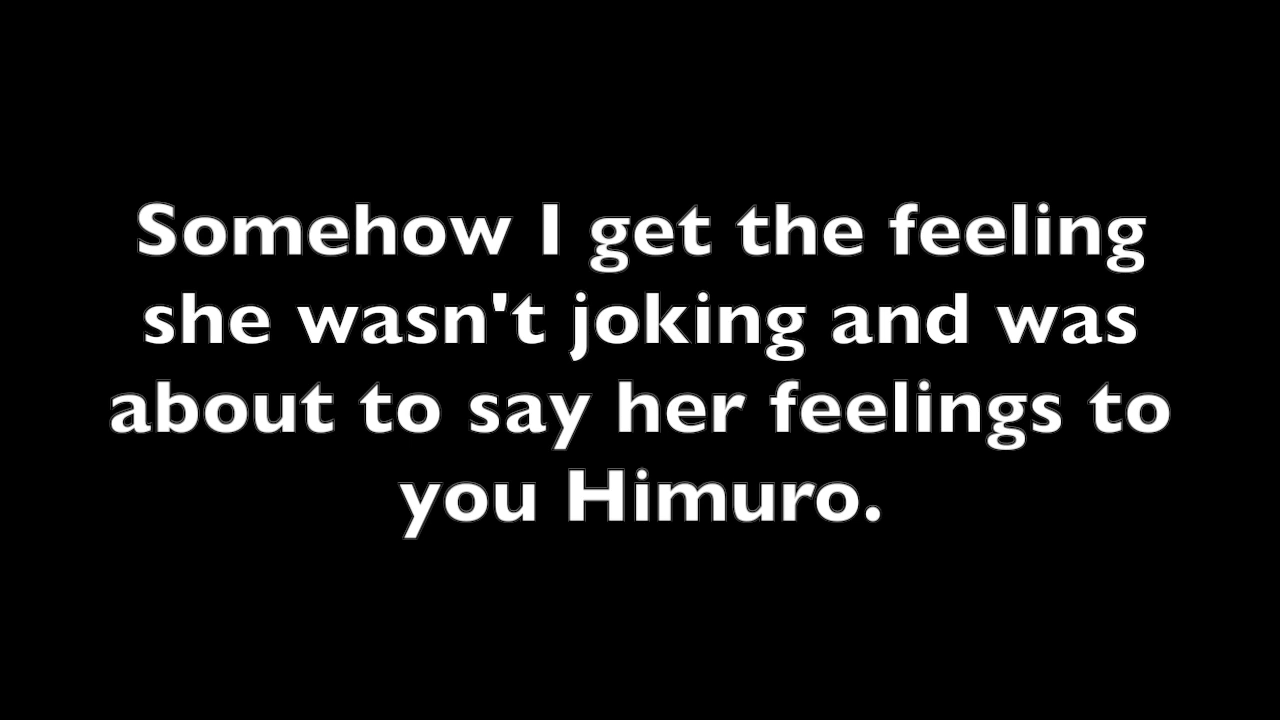 Somehow I get the feeling
she wasn't joking and was
about to say her feelings to
you Himuro.